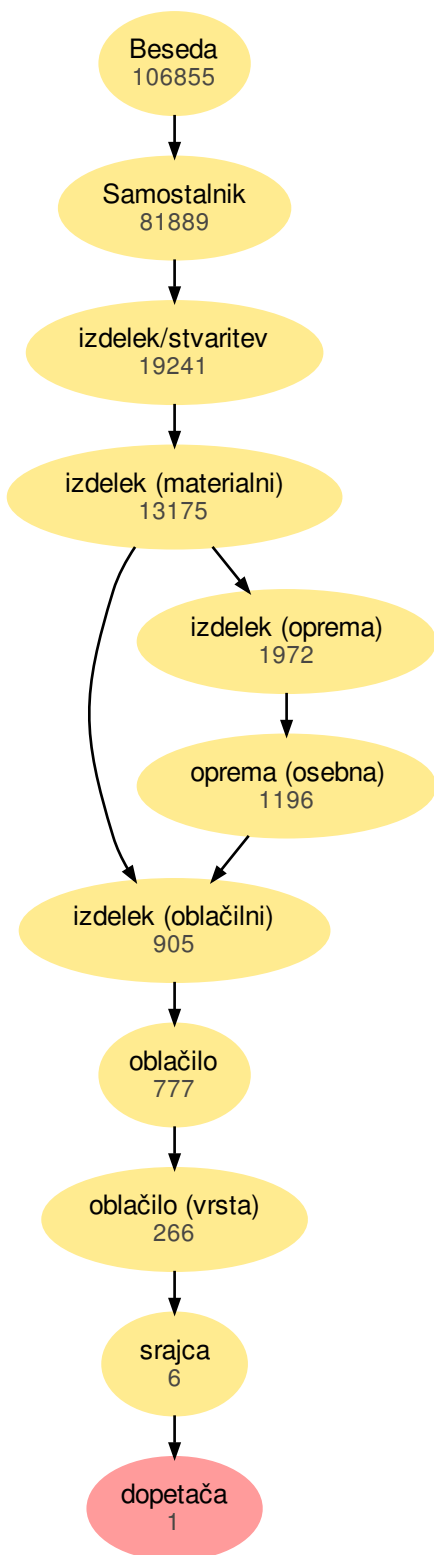 Beseda
106855
Samostalnik
81889
izdelek/stvaritev
19241
izdelek (materialni)
13175
izdelek (oprema)
1972
oprema (osebna)
1196
izdelek (oblačilni)
905
oblačilo
777
oblačilo (vrsta)
266
srajca
6
dopetača
1